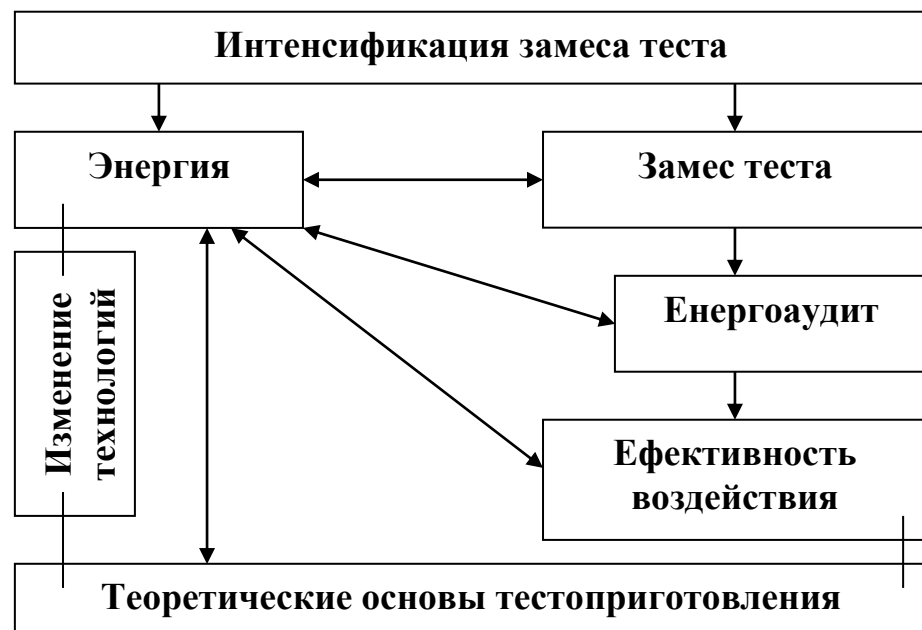 Интенсификация замеса теста
Энергия
Замес теста
Изменение
технологий
Енергоаудит
Ефективность
воздействия
Теоретические основы тестоприготовления